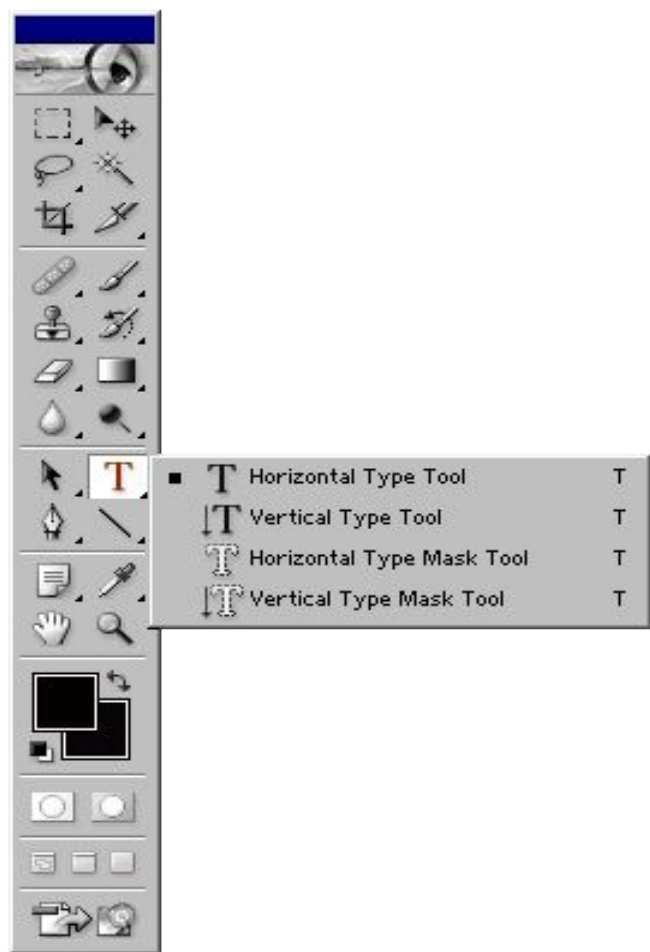 T
Horizontal Type Tool T
Vertical Type Tool T
Horizontal Type Mask Tool T
Vertical Type Mask Tool T